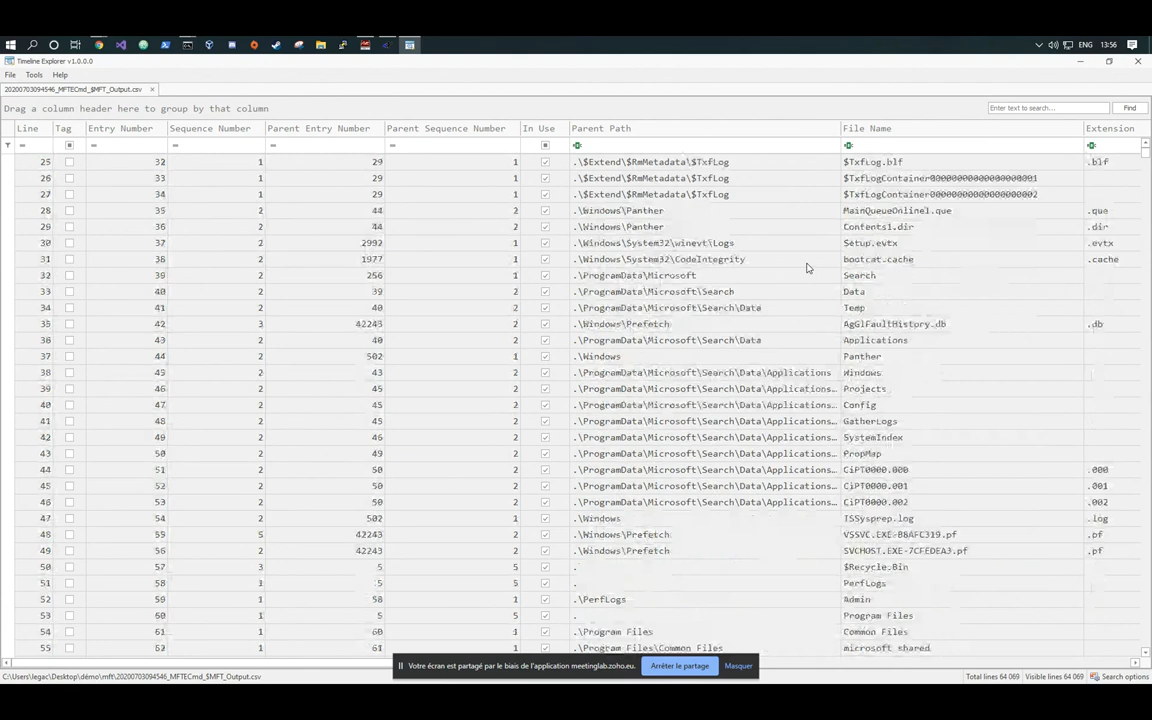 ENG 13:56
Timeline Explorer v1.0.0.0
File Tools Help
20200703094546_MFTECmd_$MFT_Output.csv ×
Drag a column header here to group by that column Enter text to search... Find
Line Tag Entry Number Sequence Number Parent Entry Number Parent Sequence Number In Use Parent Path File Name Extension
= = = = =
25 32 1 29 1 .\$Extend\$RmMetadata\$TxfLog $TxfLog.blf .blf
26 33 1 29 1 .\$Extend\$RmMetadata\$TxfLog $TxfLogContainer00000000000000000001
27 34 1 29 1 .\$Extend\$RmMetadata\$TxfLog $TxfLogContainer00000000000000000002
28 35 2 44 2 .\Windows\Panther MainQueueOnline1.que .que
29 36 2 44 2 .\Windows\Panther Contents1.dir .dir
30 37 2 2992 1 .\Windows\System32\winevt\Logs Setup.evtx .evtx
31 38 2 1977 1 .\Windows\System32\CodeIntegrity bootcat.cache .cache
32 39 2 256 1 .\ProgramData\Microsoft Search
33 40 2 39 2 .\ProgramData\Microsoft\Search Data
34 41 2 40 2 .\ProgramData\Microsoft\Search\Data Temp
35 42 3 42243 2 .\Windows\Prefetch AgGlFaultHistory.db .db
36 43 2 40 2 .\ProgramData\Microsoft\Search\Data Applications
37 44 2 502 1 .\Windows Panther
38 45 2 43 2 .\ProgramData\Microsoft\Search\Data\Applications Windows
39 46 2 45 2 .\ProgramData\Microsoft\Search\Data\Applications… Projects
40 47 2 45 2 .\ProgramData\Microsoft\Search\Data\Applications… Config
41 48 2 45 2 .\ProgramData\Microsoft\Search\Data\Applications… GatherLogs
42 49 2 46 2 .\ProgramData\Microsoft\Search\Data\Applications… SystemIndex
43 50 2 49 2 .\ProgramData\Microsoft\Search\Data\Applications… PropMap
44 51 2 50 2 .\ProgramData\Microsoft\Search\Data\Applications… CiPT0000.000 .000
45 52 2 50 2 .\ProgramData\Microsoft\Search\Data\Applications… CiPT0000.001 .001
46 53 2 50 2 .\ProgramData\Microsoft\Search\Data\Applications… CiPT0000.002 .002
47 54 2 502 1 .\Windows TSSysprep.log .log
48 55 5 42243 2 .\Windows\Prefetch VSSVC.EXE-B8AFC319.pf .pf
49 56 2 42243 2 .\Windows\Prefetch SVCHOST.EXE-7CFEDEA3.pf .pf
50 57 3 5 5 . $Recycle.Bin
51 58 1 5 5 . PerfLogs
52 59 1 58 1 .\PerfLogs Admin
53 60 1 5 5 . Program Files
54 61 1 60 1 .\Program Files Common Files
55 62 1 61 1 .\Program Files\Common Files microsoft shared
Votre écran est partagé par le biais de l'application meetinglab.zoho.eu. Arrêter le partage Masquer
C:\Users\legac\Desktop\démo\mft\20200703094546_MFTECmd_$MFT_Output.csv Total lines 64 069 Visible lines 64 069 Search options